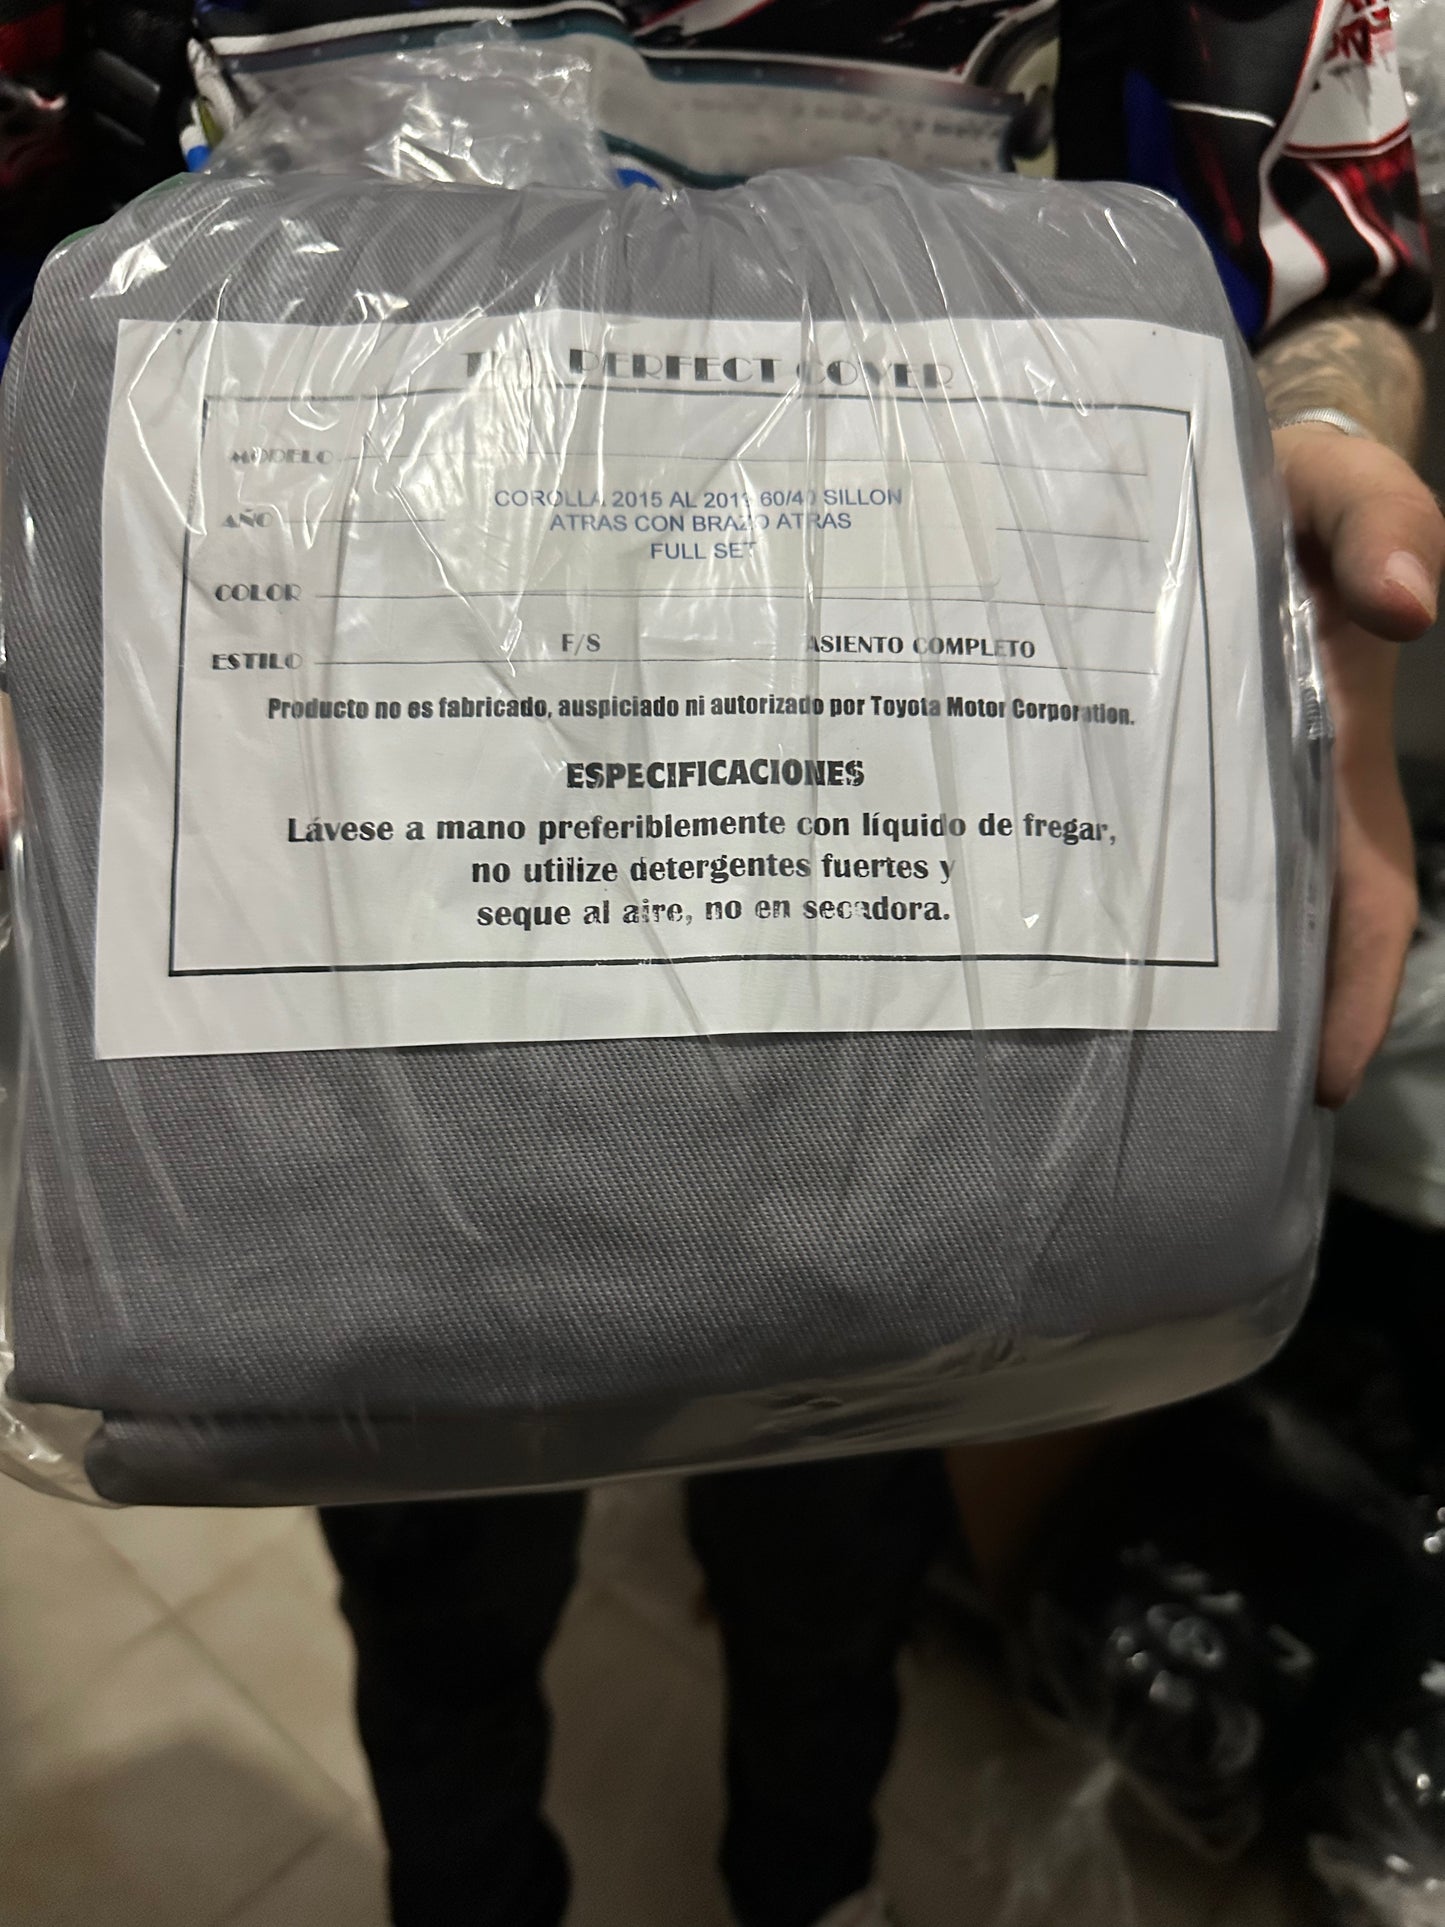 THE PERFECT COVER
MODELO
COROLLA 2015 AL 2019 60/40 SILLON
AÑO
ATRAS CON BRAZO ATRAS
FULL SET
COLOR
ESTILO F/S ASIENTO COMPLETO
Producto no es fabricado, auspiciado ni autorizado por Toyota Motor Corporation.
ESPECIFICACIONES
Lávese a mano preferiblemente con líquido de fregar,
no utilize detergentes fuertes y
seque al aire, no en secadora.